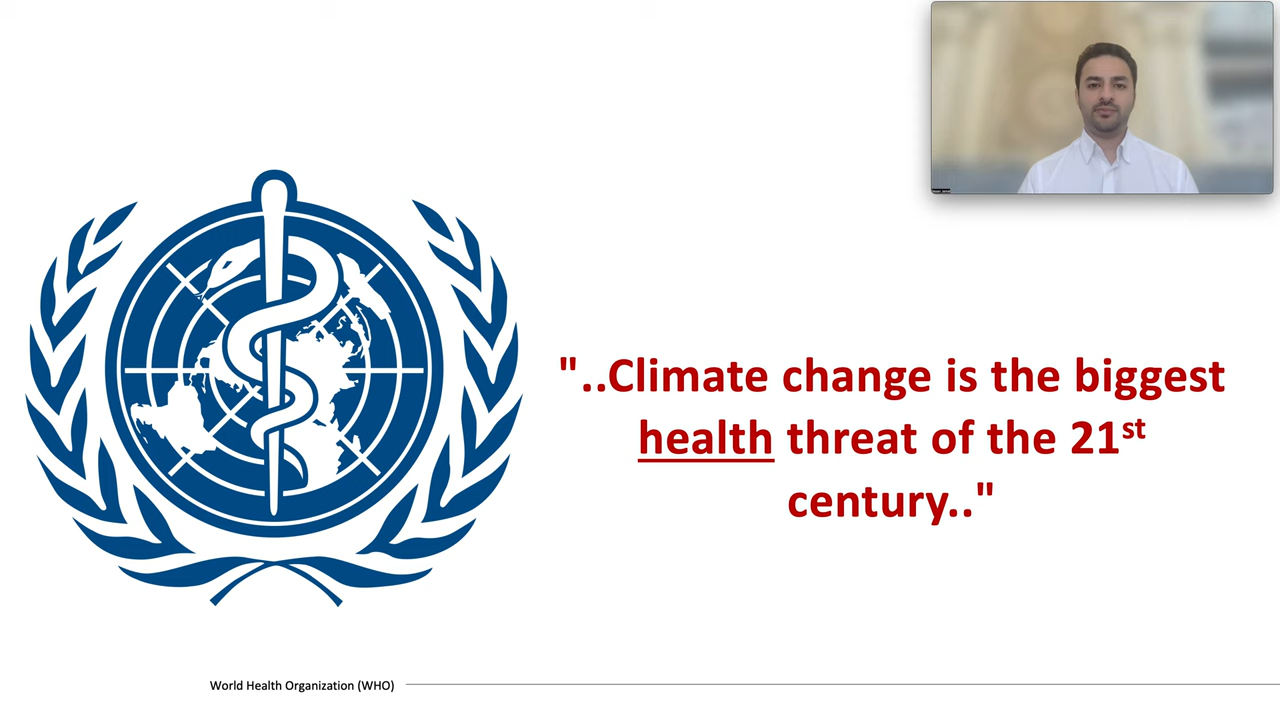 "..Climate change is the biggest
health threat of the 21st
century.."
World Health Organization (WHO)